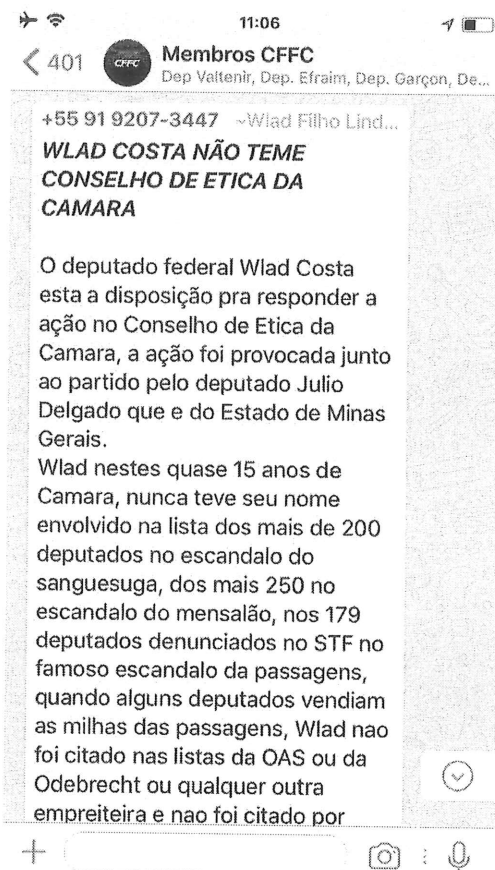 11:06
401
CFFC
Membros CFFC
Dep Valtenir, Dep. Efraim, Dep. Garçon, De...
+55 91 9207-3447 ~Wlad Filho Lind...
WLAD COSTA NÃO TEME
CONSELHO DE ETICA DA
CAMARA
O deputado federal Wlad Costa
esta a disposição pra responder a
ação no Conselho de Etica da
Camara, a ação foi provocada junto
ao partido pelo deputado Julio
Delgado que e do Estado de Minas
Gerais.
Wlad nestes quase 15 anos de
Camara, nunca teve seu nome
envolvido na lista dos mais de 200
deputados no escandalo do
sanguesuga, dos mais 250 no
escandalo do mensalão, nos 179
deputados denunciados no STF no
famoso escandalo da passagens,
quando alguns deputados vendiam
as milhas das passagens, Wlad nao
foi citado nas listas da OAS ou da
Odebrecht ou qualquer outra
empreiteira e nao foi citado por